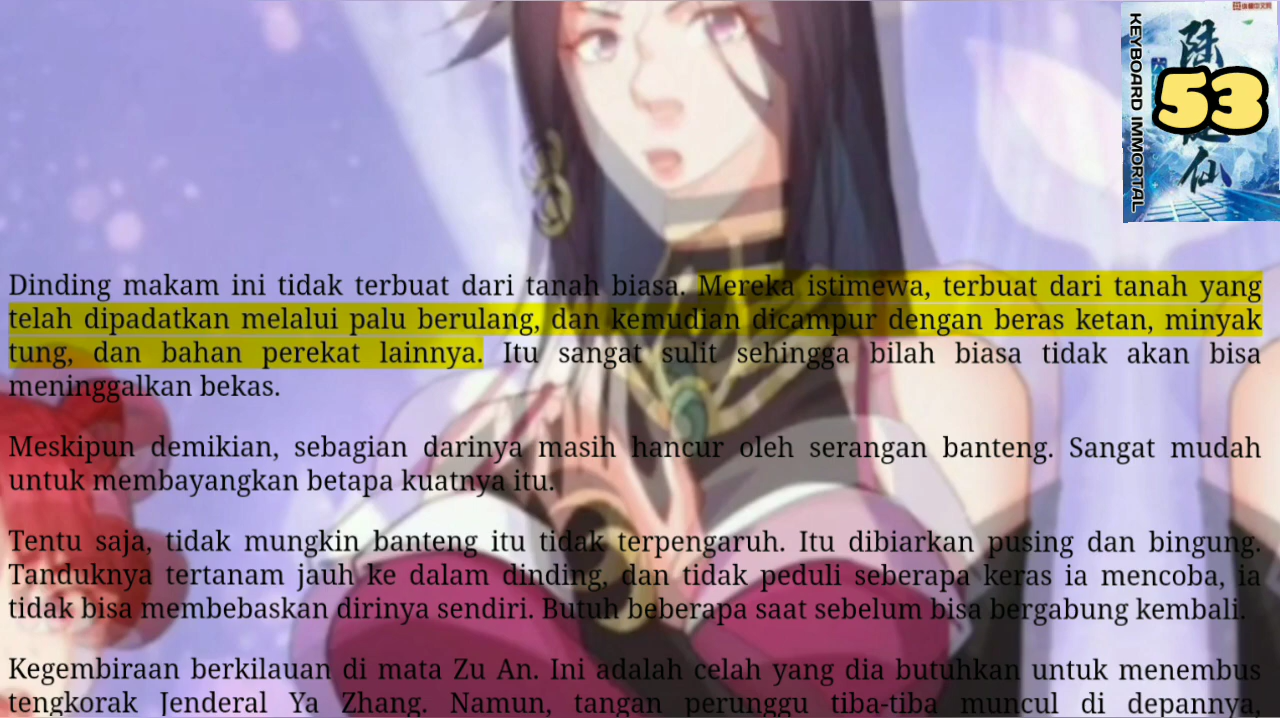 KEYBOARD IMMORTAL
53
仙
Dinding makam ini tidak terbuat dari tanah biasa. Mereka istimewa, terbuat dari tanah yang
telah dipadatkan melalui palu berulang, dan kemudian dicampur dengan beras ketan, minyak
tung, dan bahan perekat lainnya. Itu sangat sulit sehingga bilah biasa tidak akan bisa
meninggalkan bekas.
Meskipun demikian, sebagian darinya masih hancur oleh serangan banteng. Sangat mudah
untuk membayangkan betapa kuatnya itu.
Tentu saja, tidak mungkin banteng itu tidak terpengaruh. Itu dibiarkan pusing dan bingung.
Tanduknya tertanam jauh ke dalam dinding, dan tidak peduli seberapa keras ia mencoba, ia
tidak bisa membebaskan dirinya sendiri. Butuh beberapa saat sebelum bisa bergabung kembali.
Kegembiraan berkilauan di mata Zu An. Ini adalah celah yang dia butuhkan untuk menembus
tengkorak Jenderal Ya Zhang. Namun, tangan perunggu tiba-tiba muncul di depannya,